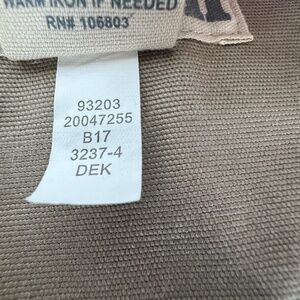 WARM IRON IF NEEDED
RN# 106803
93203
20047255
B17
3237-4
DEK